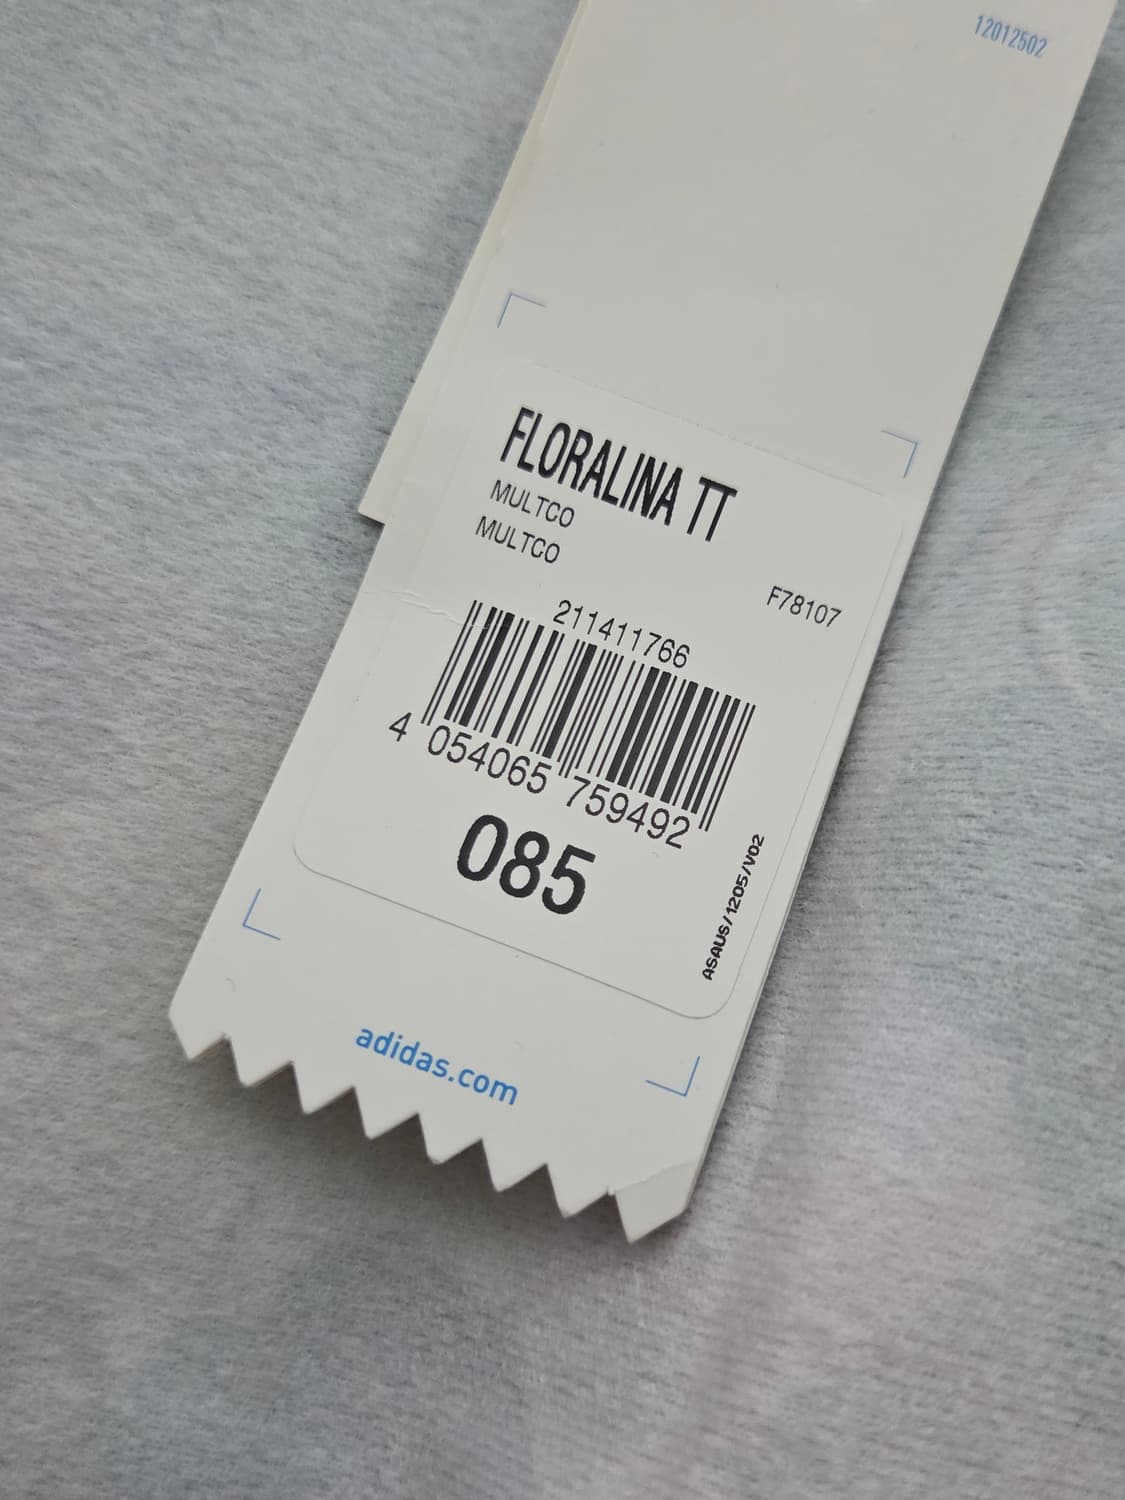 12012502
FLORALINA TT
MULTCO
MULTCO
F78107
211411766
4 054065 759492
085
ASAUS/1205/V02
adidas.com